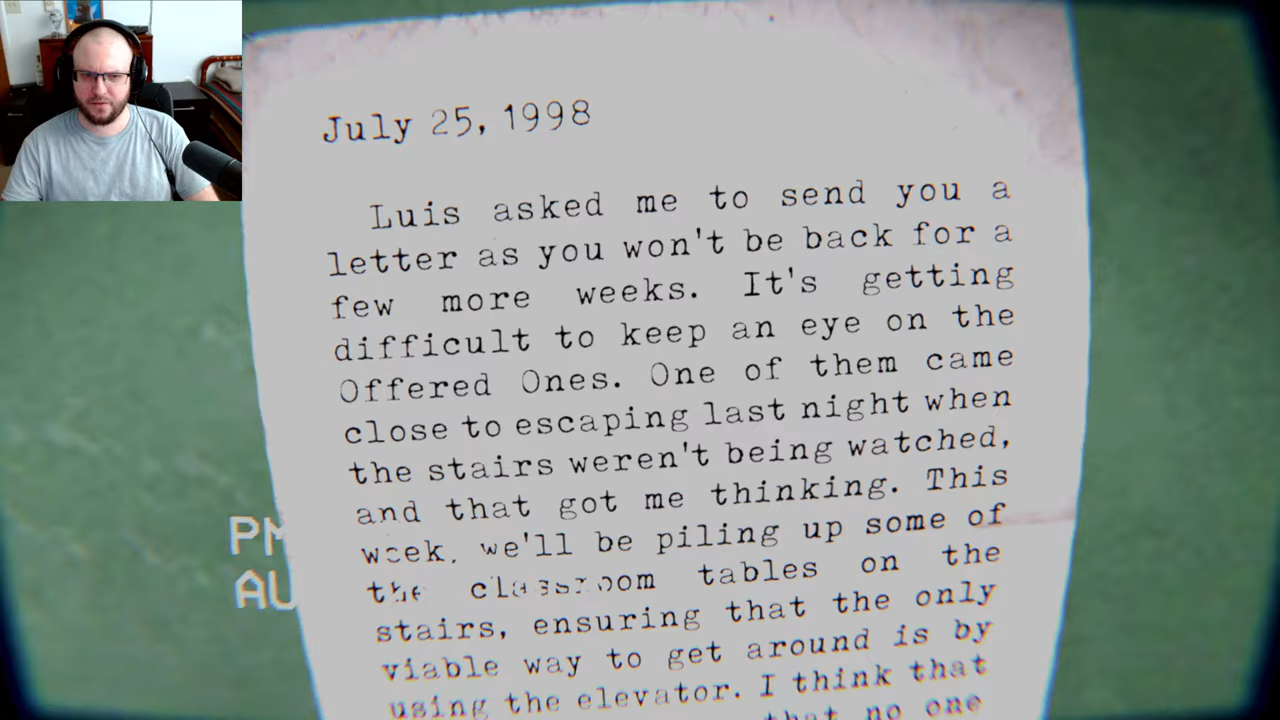 July 25, 1998
Luis asked me to send you a
letter as you won't be back for a
few more weeks. It's getting
difficult to keep an eye on the
Offered Ones. One of them came
close to escaping last night when
the stairs weren't being watched,
and that got me thinking. This
week, we'll be piling up some of
the classroom tables on the
stairs, ensuring that the only
viable way to get around is by
using the elevator. I think that
that no one
PM
AU